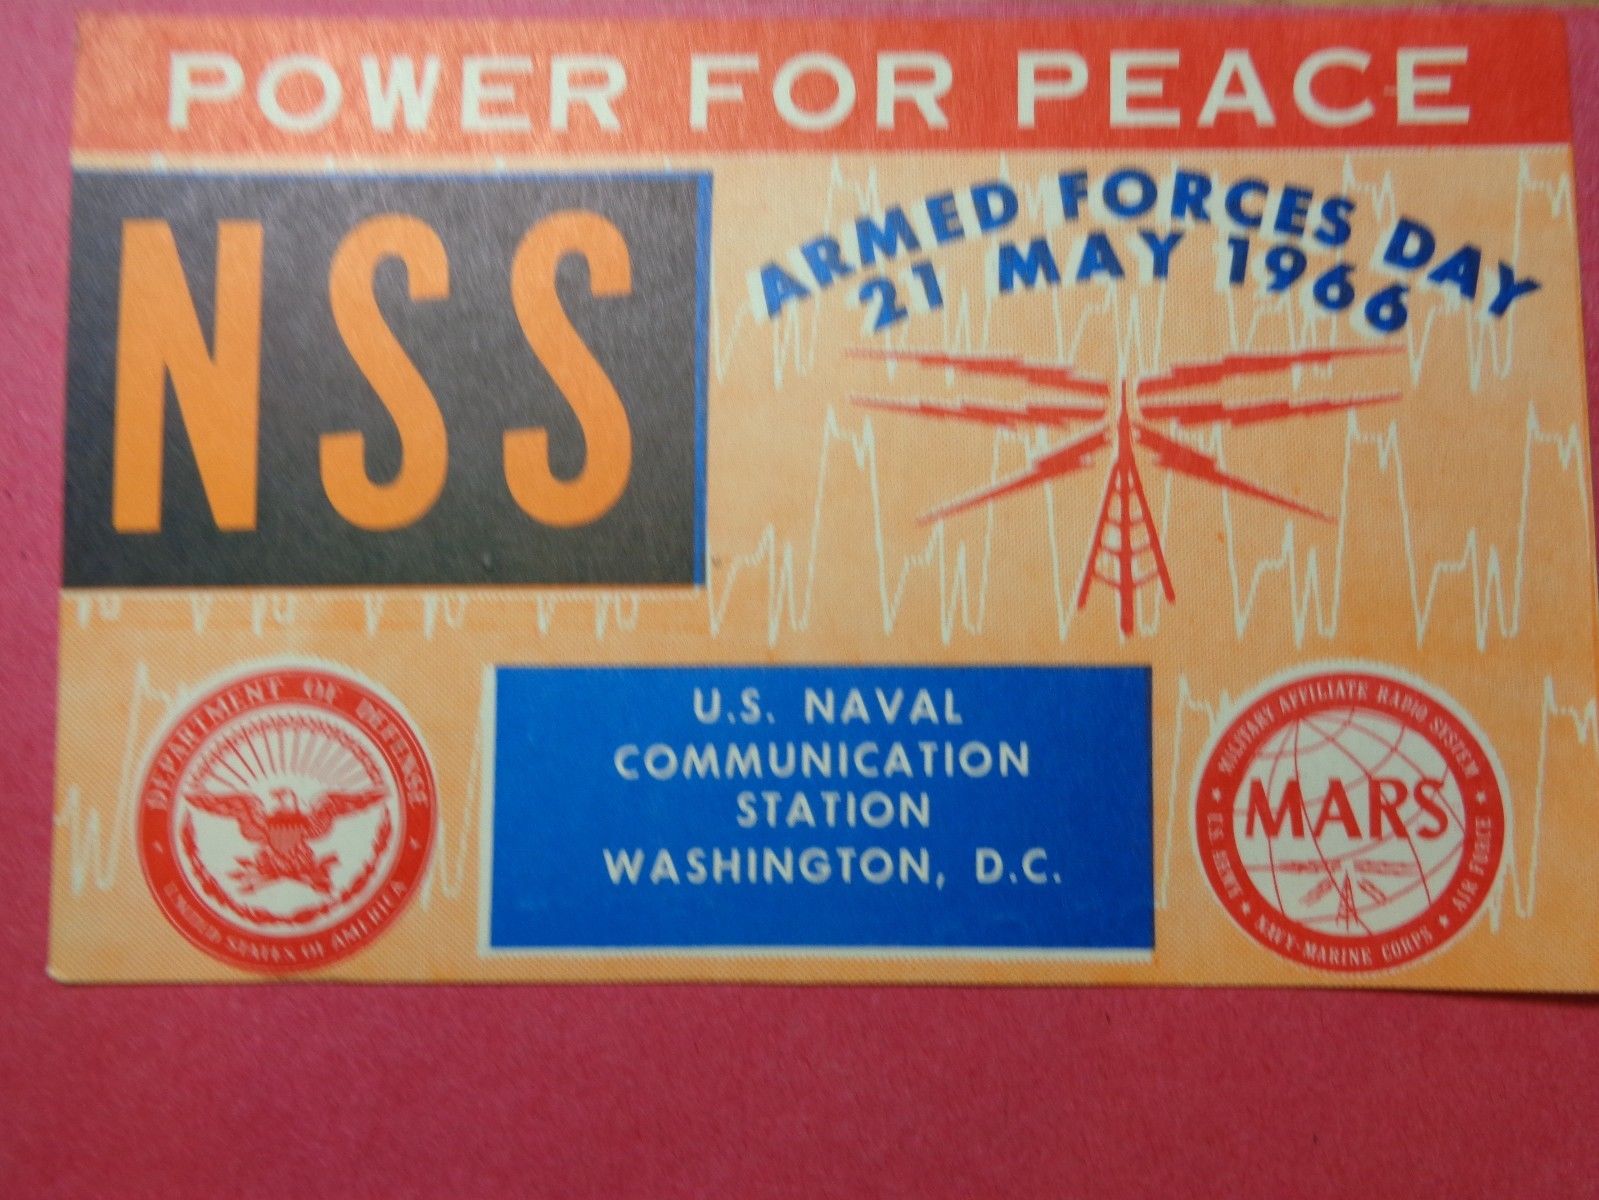 POWER FOR PEACE
NSS
ARMED FORCES DAY
21 MAY 1966
DEPARTMENT OF DEFENSE
UNITED STATES OF AMERICA
U.S. NAVAL
COMMUNICATION
STATION
WASHINGTON, D.C.
MILITARY AFFILIATE RADIO SYSTEM
MARS
U.S. ARMY ★ NAVY-MARINE CORPS ★ AIR FORCE